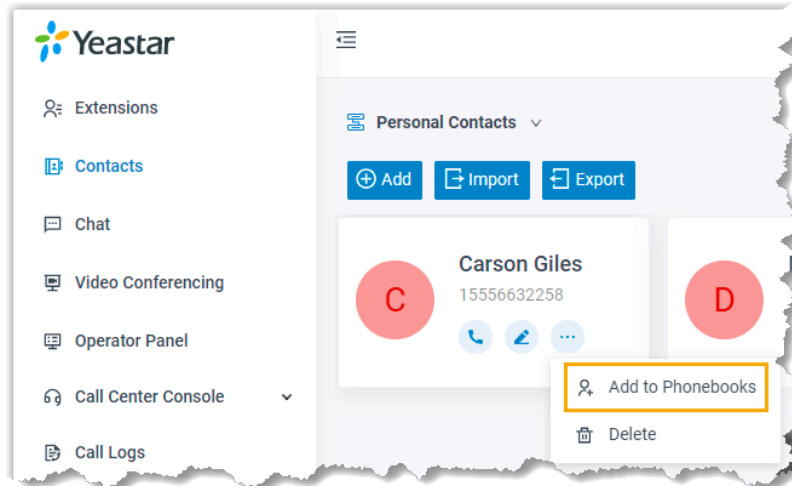 Yeastar
Extensions
Contacts
Chat
Video Conferencing
Operator Panel
Call Center Console
Call Logs
Personal Contacts
Add
Import
Export
C
Carson Giles
15556632258
D
Add to Phonebooks
Delete